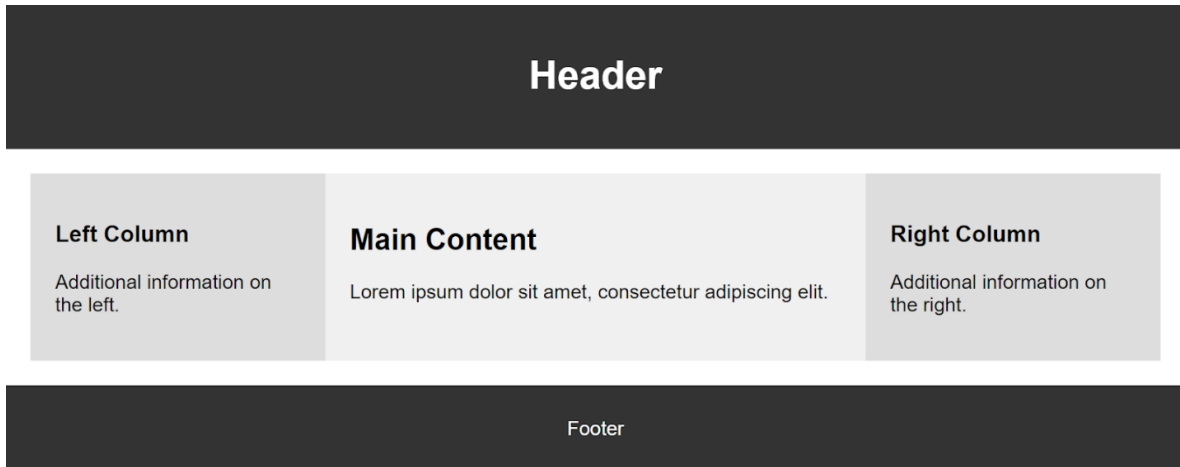 Header
Left Column
Additional information on
the left.
Main Content
Lorem ipsum dolor sit amet, consectetur adipiscing elit.
Right Column
Additional information on
the right.
Footer